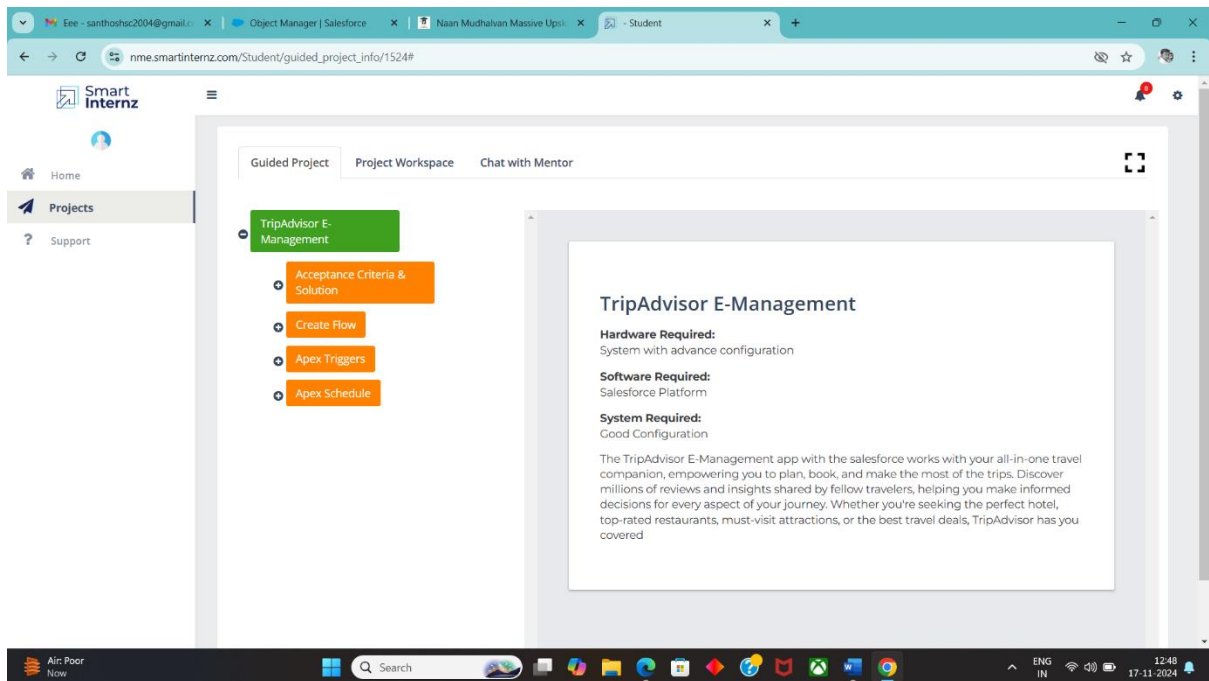 Eee - santhoshsc2004@gmail.c
Object Manager | Salesforce
Naan Mudhalvan Massive Upsk
- Student
nme.smartinternz.com/Student/guided_project_info/1524#
Smart
Internz
0
Home
Projects
Support
Guided Project
Project Workspace
Chat with Mentor
TripAdvisor E-
Management
Acceptance Criteria &
Solution
Create Flow
Apex Triggers
Apex Schedule
TripAdvisor E-Management
Hardware Required:
System with advance configuration
Software Required:
Salesforce Platform
System Required:
Good Configuration
The TripAdvisor E-Management app with the salesforce works with your all-in-one travel
companion, empowering you to plan, book, and make the most of the trips. Discover
millions of reviews and insights shared by fellow travelers, helping you make informed
decisions for every aspect of your journey. Whether you're seeking the perfect hotel,
top-rated restaurants, must-visit attractions, or the best travel deals, TripAdvisor has you
covered
Air: Poor
Now
Search
ENG
IN
12:48
17-11-2024